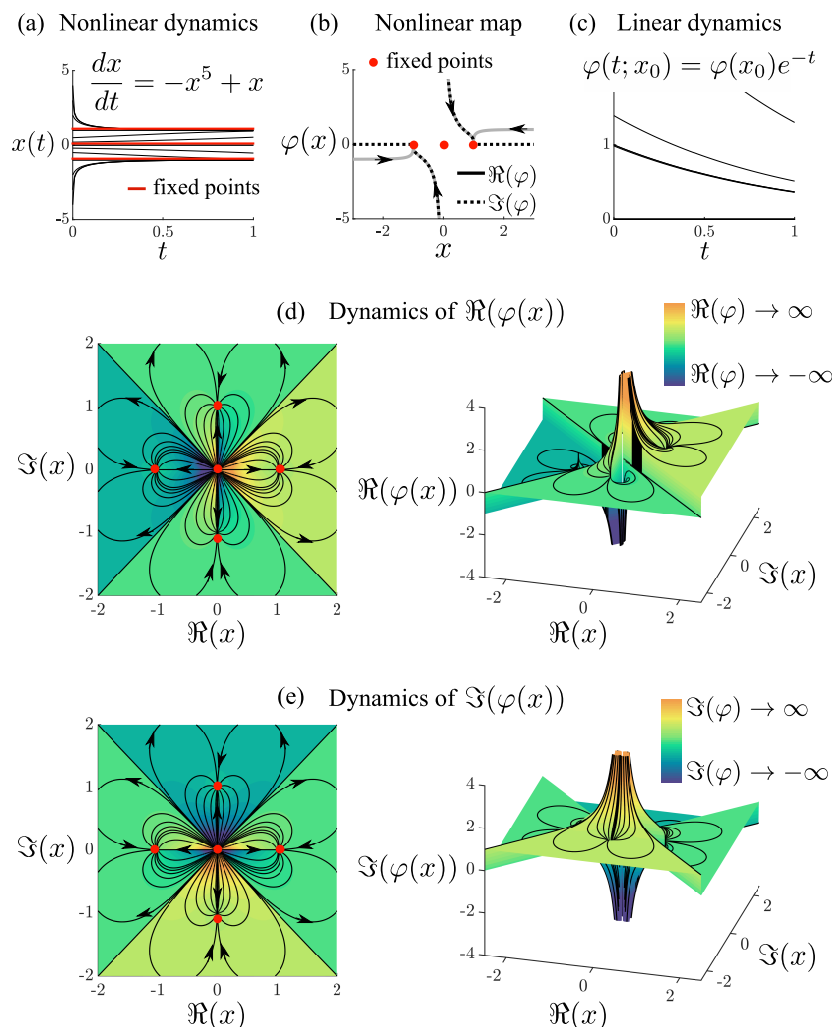 (a) Nonlinear dynamics
dx/dt = −x⁵ + x
x(t)
5
0
-5
fixed points
0
0.5
1
t
(b) Nonlinear map
fixed points
φ(x)
5
0
-5
ℜ(φ)
ℑ(φ)
-2
0
2
x
(c) Linear dynamics
φ(t; x₀) = φ(x₀)e⁻ᵗ
1
0
0
0.5
1
t
(d) Dynamics of ℜ(φ(x))
ℑ(x)
2
1
0
-1
-2
-2
-1
0
1
2
ℜ(x)
ℜ(φ) → ∞
ℜ(φ) → −∞
ℜ(φ(x))
4
2
0
-2
-4
-2
0
2
ℜ(x)
2
0
-2
ℑ(x)
(e) Dynamics of ℑ(φ(x))
ℑ(x)
2
1
0
-1
-2
-2
-1
0
1
2
ℜ(x)
ℑ(φ) → ∞
ℑ(φ) → −∞
ℑ(φ(x))
4
2
0
-2
-4
-2
0
2
ℜ(x)
2
0
-2
ℑ(x)